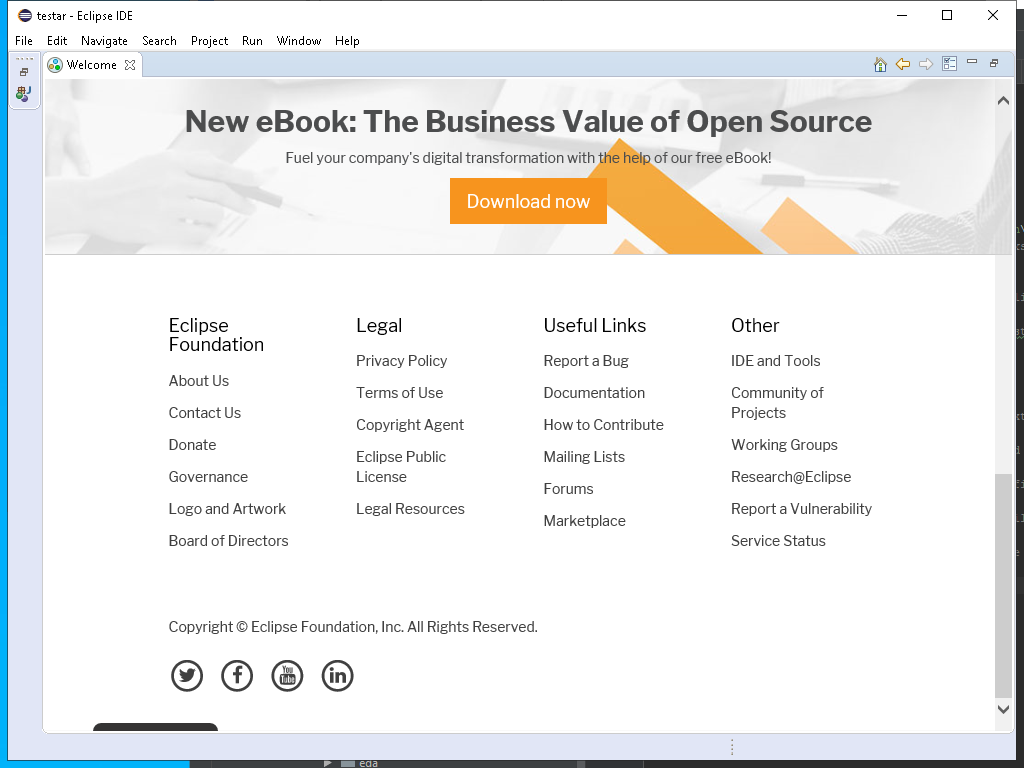 testar - Eclipse IDE
File Edit Navigate Search Project Run Window Help
Welcome
New eBook: The Business Value of Open Source
Fuel your company's digital transformation with the help of our free eBook!
Download now
Eclipse
Foundation
About Us
Contact Us
Donate
Governance
Logo and Artwork
Board of Directors
Legal
Privacy Policy
Terms of Use
Copyright Agent
Eclipse Public
License
Legal Resources
Useful Links
Report a Bug
Documentation
How to Contribute
Mailing Lists
Forums
Marketplace
Other
IDE and Tools
Community of
Projects
Working Groups
Research@Eclipse
Report a Vulnerability
Service Status
Copyright © Eclipse Foundation, Inc. All Rights Reserved.
You
Tube
in
eda